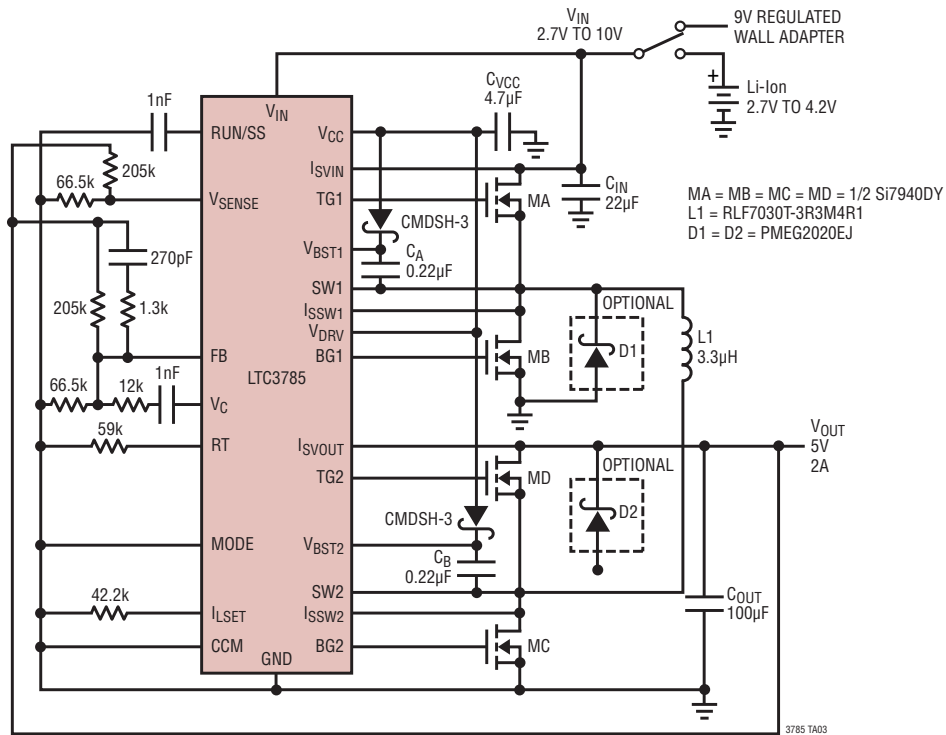 VIN
2.7V TO 10V
9V REGULATED
WALL ADAPTER
Li-Ion
2.7V TO 4.2V
+
CVCC
4.7µF
1nF
VIN
RUN/SS
VCC
205k
66.5k
VSENSE
ISVIN
TG1
MA
CIN
22µF
MA = MB = MC = MD = 1/2 Si7940DY
L1 = RLF7030T-3R3M4R1
D1 = D2 = PMEG2020EJ
CMDSH-3
270pF
VBST1
CA
0.22µF
205k
1.3k
SW1
OPTIONAL
ISSW1
VDRV
D1
L1
3.3µH
FB
BG1
MB
LTC3785
66.5k
12k
1nF
VC
59k
RT
ISVOUT
VOUT
5V
2A
OPTIONAL
TG2
MD
D2
CMDSH-3
MODE
VBST2
CB
0.22µF
SW2
COUT
100µF
42.2k
ILSET
ISSW2
CCM
BG2
MC
GND
3785 TA03